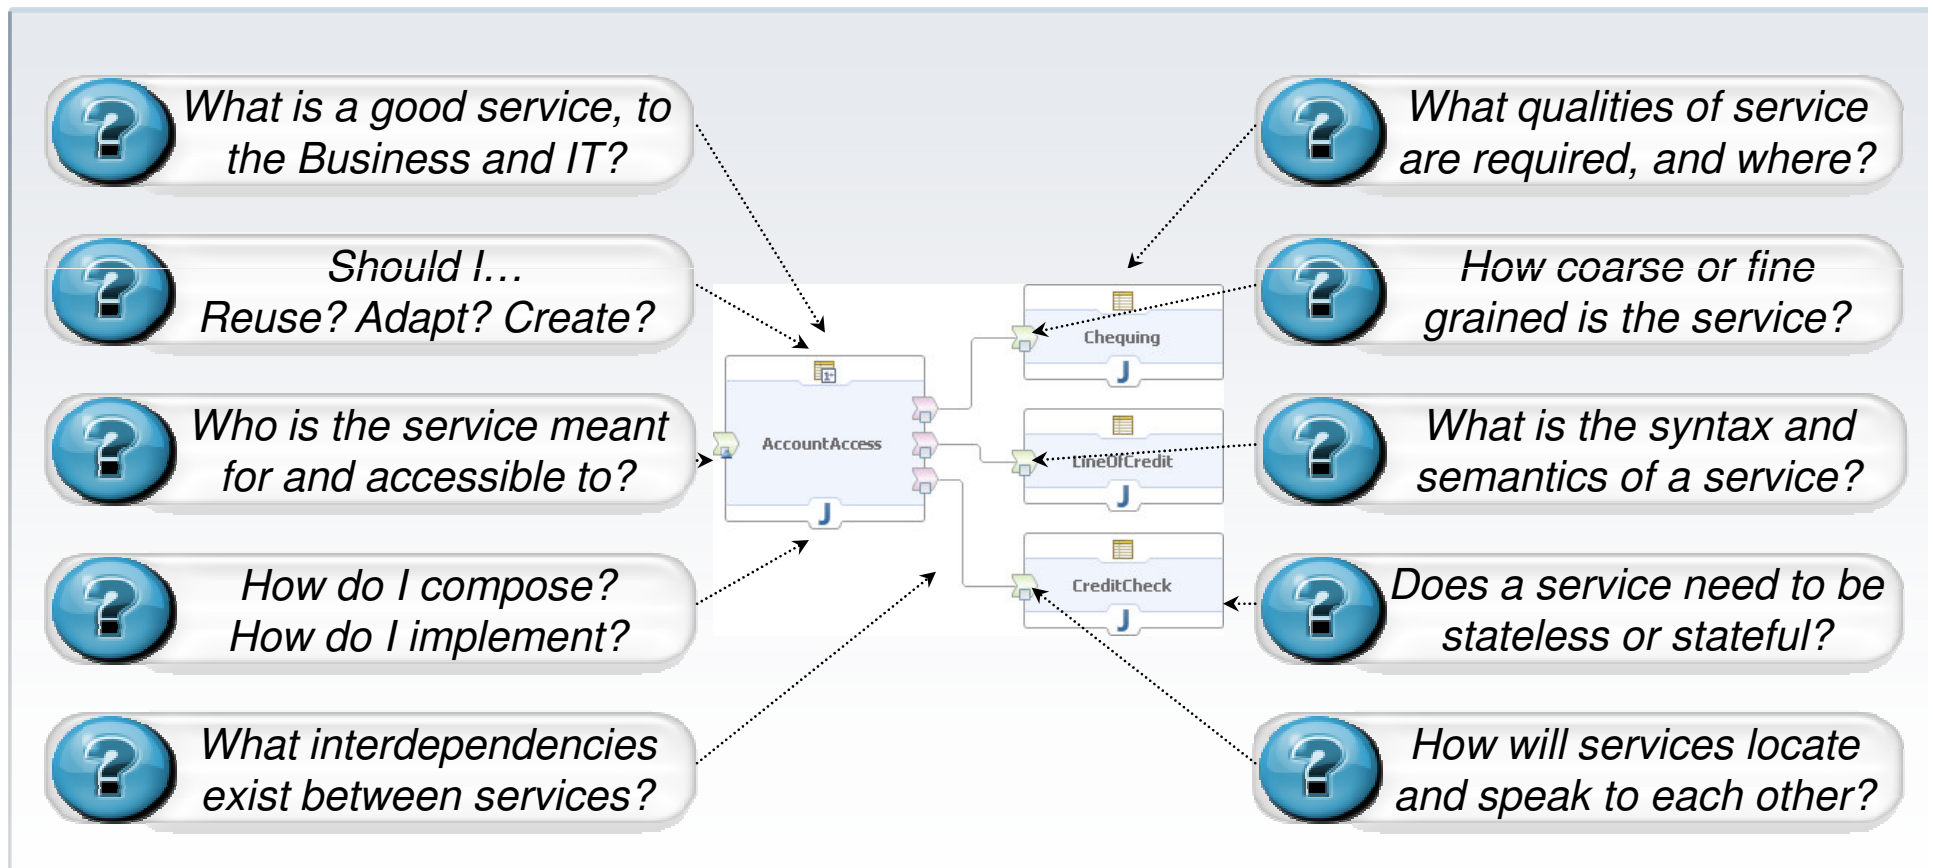 What is a good service, to
the Business and IT?
Should I…
Reuse? Adapt? Create?
Who is the service meant
for and accessible to?
How do I compose?
How do I implement?
What interdependencies
exist between services?
AccountAccess
Chequing
LineOfCredit
CreditCheck
What qualities of service
are required, and where?
How coarse or fine
grained is the service?
What is the syntax and
semantics of a service?
Does a service need to be
stateless or stateful?
How will services locate
and speak to each other?